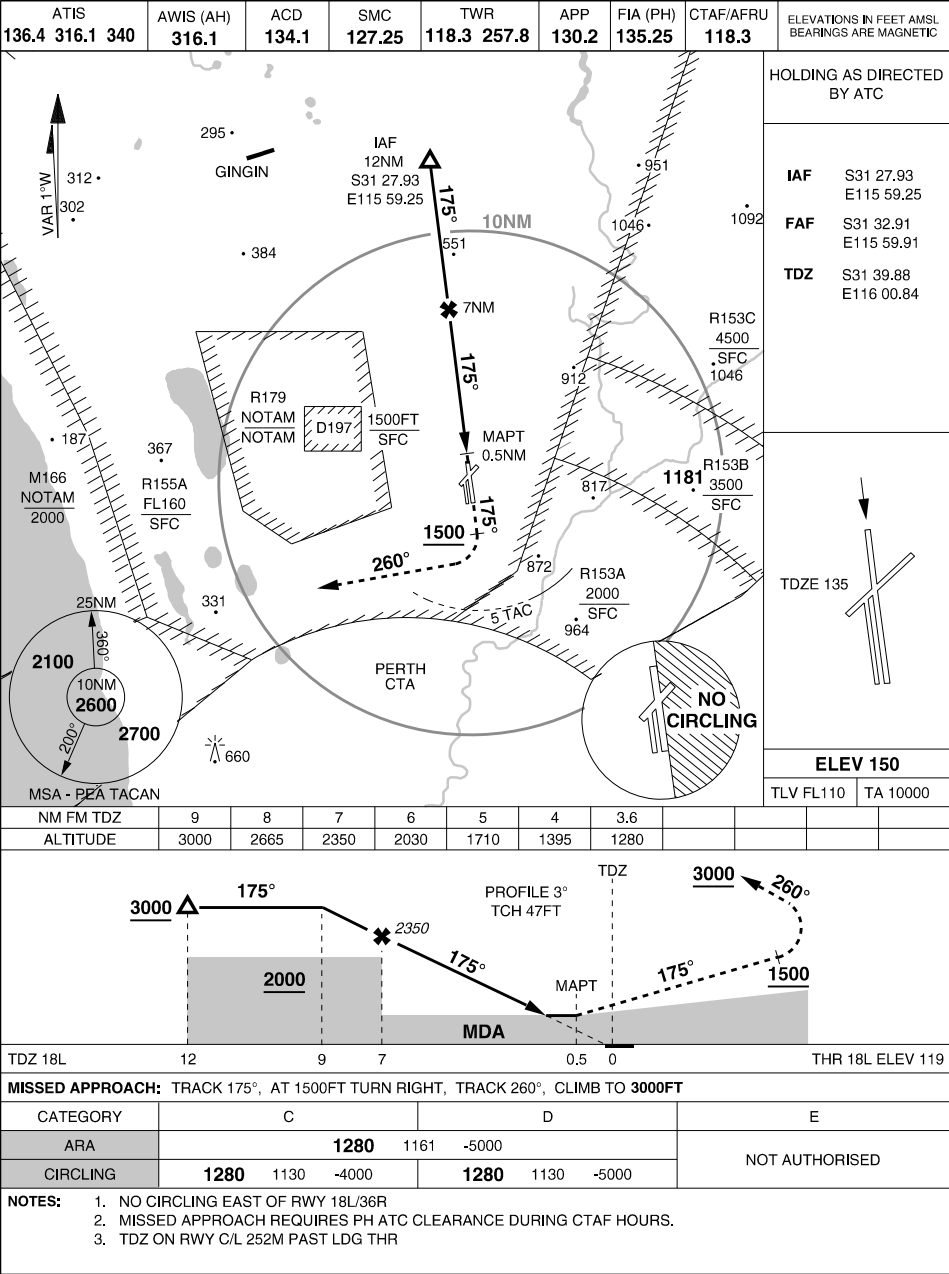 ATIS AWIS (AH) ACD SMC TWR APP FIA (PH) CTAF/AFRU
136.4 316.1 340 316.1 134.1 127.25 118.3 257.8 130.2 135.25 118.3
ELEVATIONS IN FEET AMSL
BEARINGS ARE MAGNETIC
HOLDING AS DIRECTED
BY ATC
IAF S31 27.93
E115 59.25
FAF S31 32.91
E115 59.91
TDZ S31 39.88
E116 00.84
VAR 1°W
295
GINGIN
312
302
384
IAF
12NM
S31 27.93
E115 59.25
175°
10NM
551
951
1046
1092
7NM
175°
R153C
4500
SFC
1046
912
R179
NOTAM
NOTAM
D197
1500FT
SFC
MAPT
0.5NM
187
367
M166
NOTAM
2000
R155A
FL160
SFC
817
1181
R153B
3500
SFC
175°
1500
260°
872
R153A
2000
SFC
5 TAC
964
331
PERTH
CTA
25NM
360°
2100
10NM
2600
200°
2700
MSA - PEA TACAN
660
NO
CIRCLING
TDZE 135
ELEV 150
TLV FL110 TA 10000
NM FM TDZ 9 8 7 6 5 4 3.6
ALTITUDE 3000 2665 2350 2030 1710 1395 1280
3000
175°
PROFILE 3°
TCH 47FT
TDZ
3000
260°
2350
175°
2000
MAPT
175°
1500
MDA
TDZ 18L 12 9 7 0.5 0 THR 18L ELEV 119
MISSED APPROACH: TRACK 175°, AT 1500FT TURN RIGHT, TRACK 260°, CLIMB TO 3000FT
CATEGORY C D E
ARA 1280 1161 -5000
NOT AUTHORISED
CIRCLING 1280 1130 -4000 1280 1130 -5000
NOTES: 1. NO CIRCLING EAST OF RWY 18L/36R
2. MISSED APPROACH REQUIRES PH ATC CLEARANCE DURING CTAF HOURS.
3. TDZ ON RWY C/L 252M PAST LDG THR